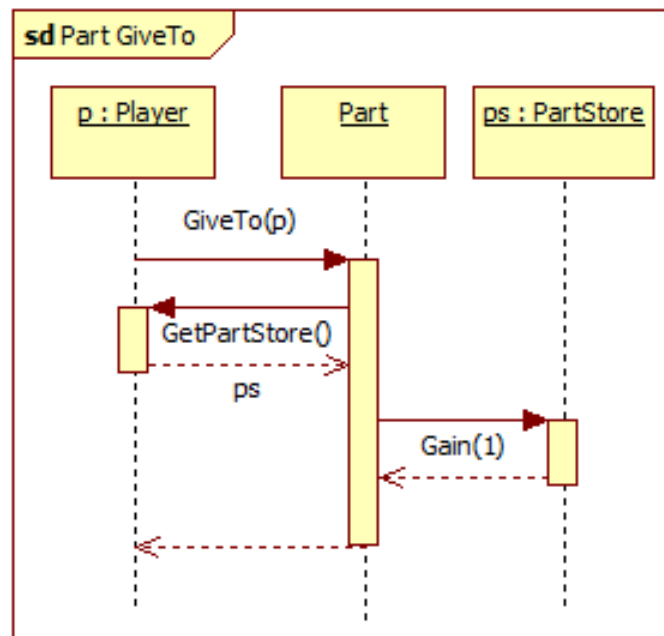 sd Part GiveTo
p : Player
Part
ps : PartStore
GiveTo(p)
GetPartStore()
ps
Gain(1)